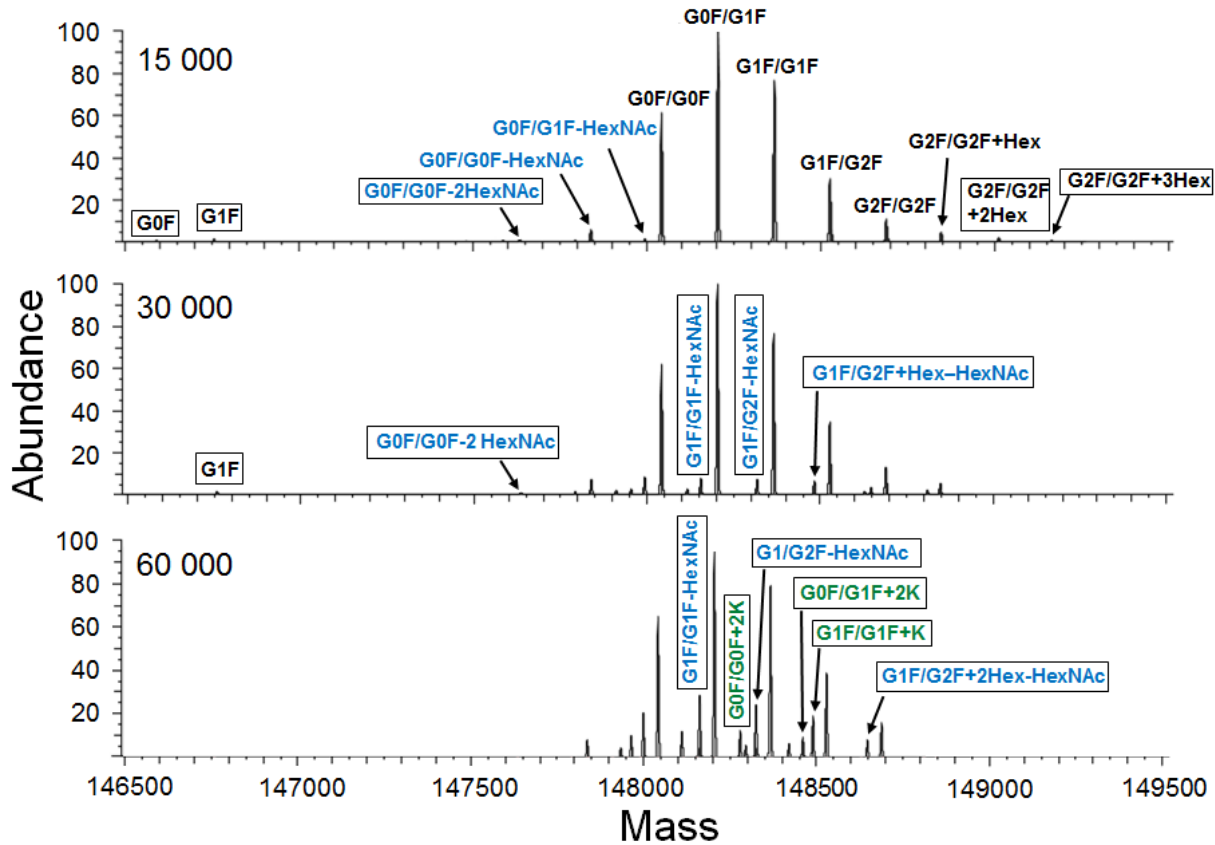 G0F/G1F
100
15 000
G1F/G1F
80
G0F/G0F
60
G0F/G1F-HexNAc
G2F/G2F+Hex
G0F/G0F-HexNAc
G1F/G2F
40
G0F/G0F-2HexNAc
G2F/G2F
+2Hex
G2F/G2F+3Hex
20
G0F
G1F
G2F/G2F
100
30 000
80
G1F/G1F-HexNAc
G1F/G2F-HexNAc
60
G1F/G2F+Hex–HexNAc
40
G0F/G0F-2 HexNAc
20
G1F
Abundance
100
60 000
80
G1F/G1F-HexNAc
G1/G2F-HexNAc
60
G0F/G0F+2K
G0F/G1F+2K
G1F/G1F+K
40
G1F/G2F+2Hex-HexNAc
20
146500
147000
147500
148000
148500
149000
149500
Mass